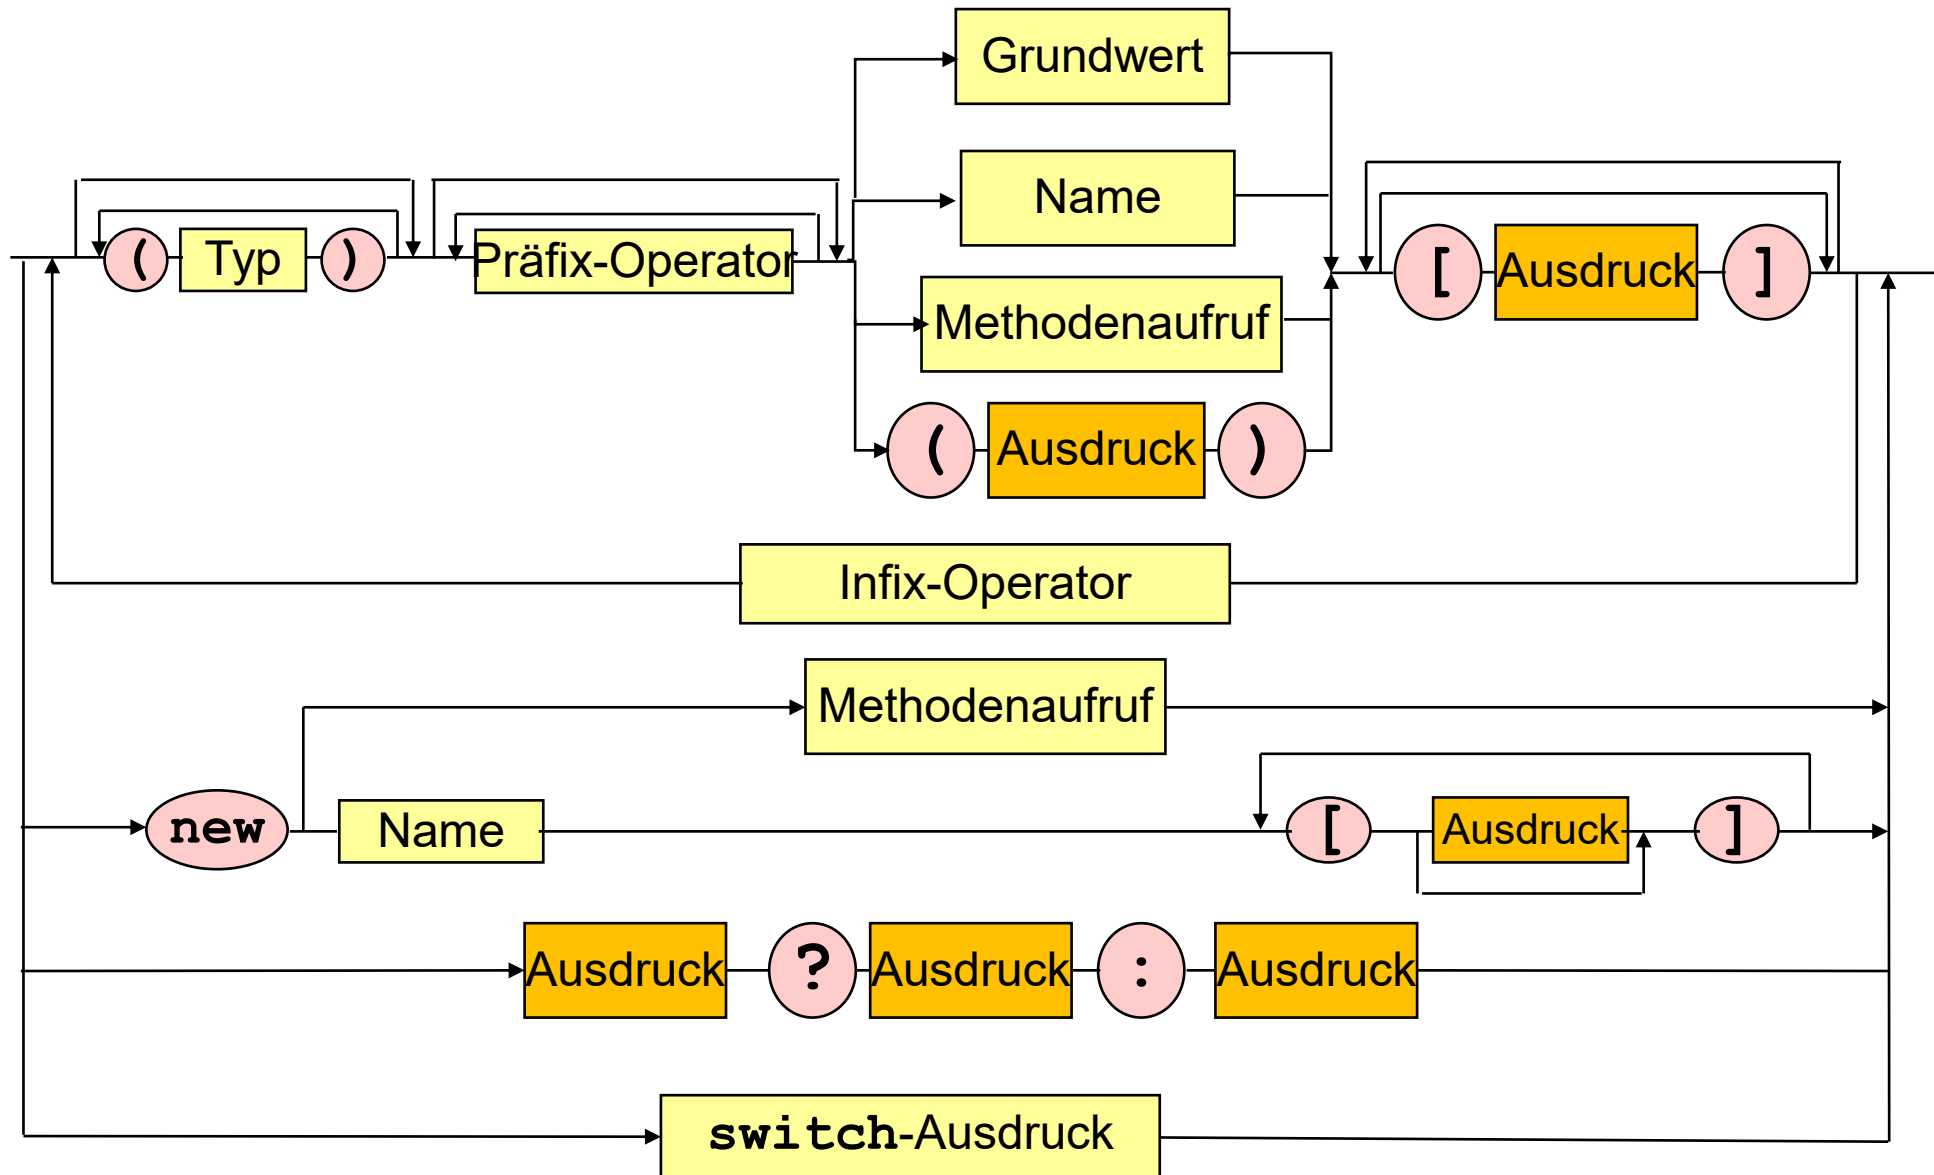 Grundwert
Name
( Typ ) Präfix-Operator [ Ausdruck ]
Methodenaufruf
( Ausdruck )
Infix-Operator
Methodenaufruf
new Name [ Ausdruck ]
Ausdruck ? Ausdruck : Ausdruck
switch-Ausdruck